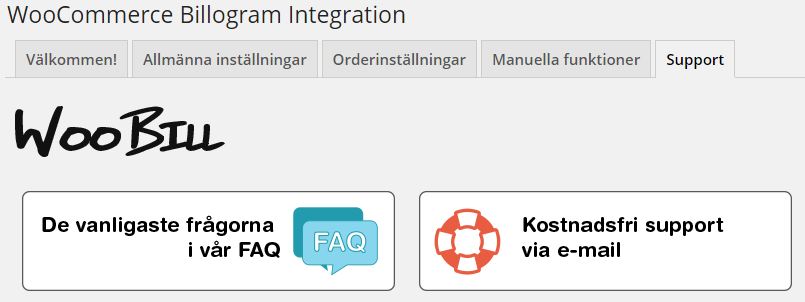 WooCommerce Billogram Integration
Välkommen! Allmänna inställningar Orderinställningar Manuella funktioner Support
WOOBILL
De vanligaste frågorna
i vår FAQ
FAQ
Kostnadsfri support
via e-mail